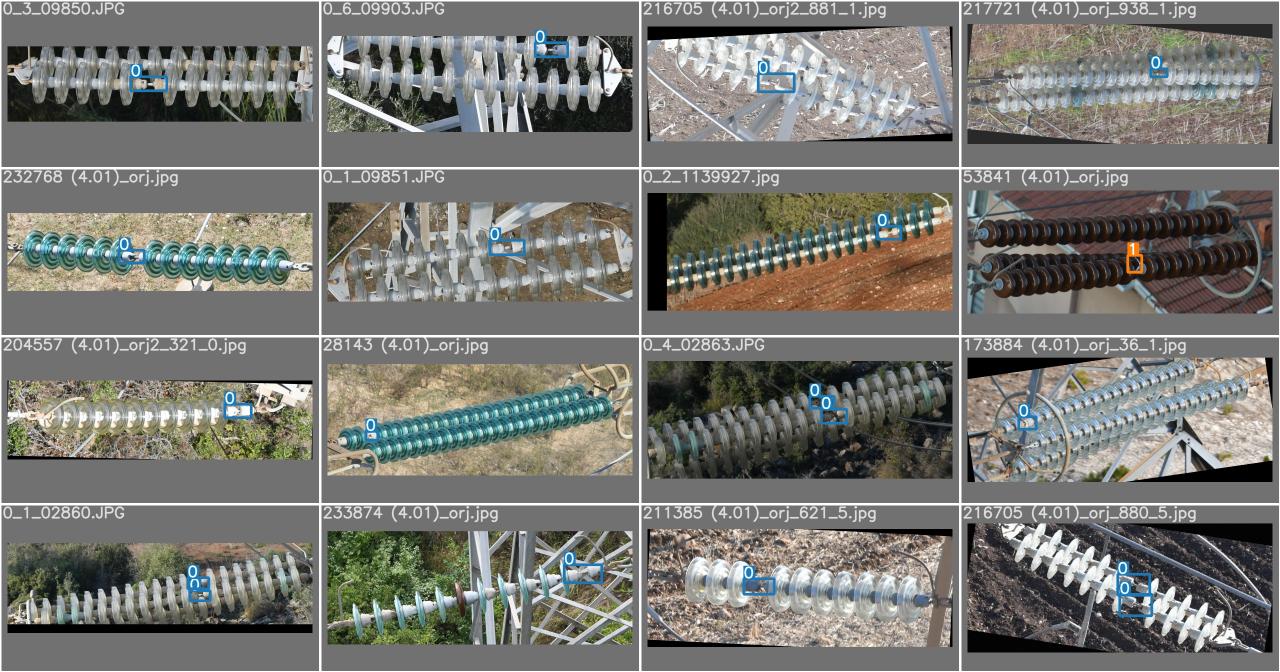 0_3_09850.JPG
0_6_09903.JPG
216705 (4.01)_orj2_881_1.jpg
217721 (4.01)_orj_938_1.jpg
0
0
0
0
232768 (4.01)_orj.jpg
0_1_09851.JPG
0_2_1139927.jpg
53841 (4.01)_orj.jpg
0
0
0
1
204557 (4.01)_orj2_321_0.jpg
28143 (4.01)_orj.jpg
0_4_02863.JPG
173884 (4.01)_orj_36_1.jpg
0
0
0
0
0
0_1_02860.JPG
233874 (4.01)_orj.jpg
211385 (4.01)_orj_621_5.jpg
216705 (4.01)_orj_880_5.jpg
0
0
0
0
0
0